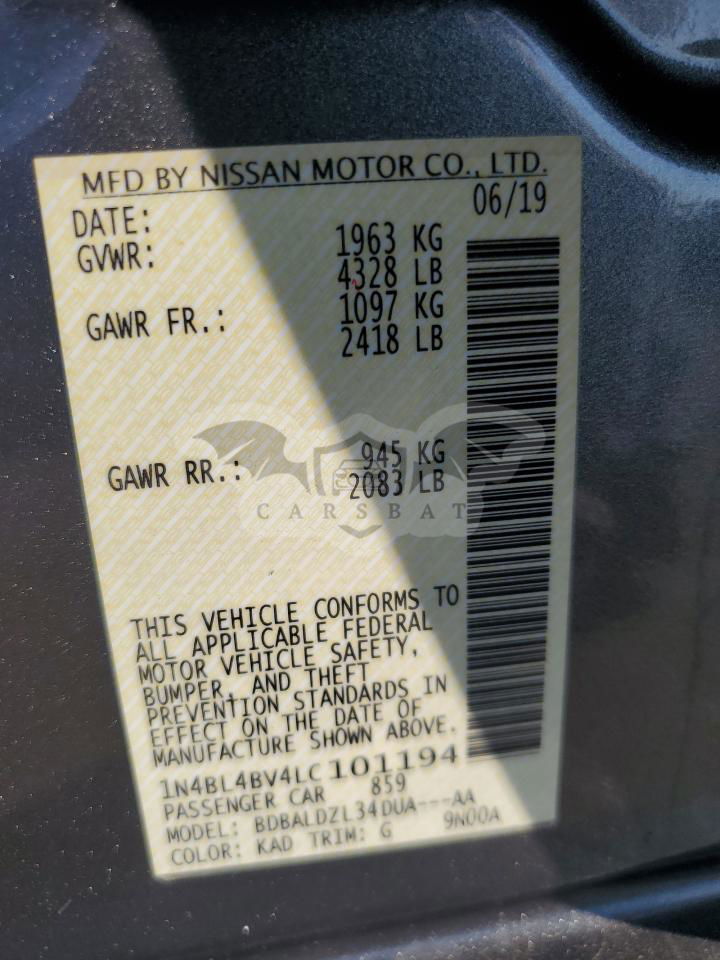 MFD BY NISSAN MOTOR CO., LTD.
DATE: 06/19
GVWR: 1963 KG
4328 LB
GAWR FR.: 1097 KG
2418 LB
GAWR RR.: 945 KG
2083 LB
CARSBAT
THIS VEHICLE CONFORMS TO
ALL APPLICABLE FEDERAL
MOTOR VEHICLE SAFETY,
BUMPER, AND THEFT
PREVENTION STANDARDS IN
EFFECT ON THE DATE OF
MANUFACTURE SHOWN ABOVE.
1N4BL4BV4LC101194
PASSENGER CAR 859
MODEL: BDBALDZL34DUA---AA
COLOR: KAD TRIM: G 9N00A